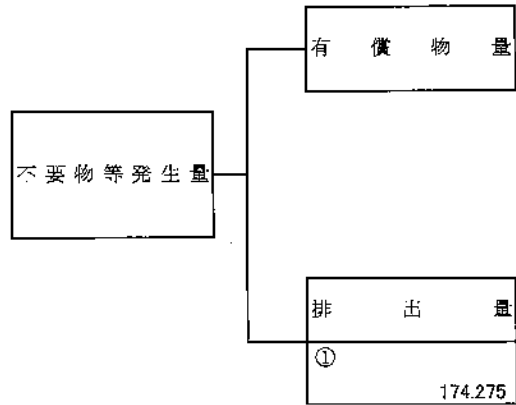 有償物量
不要物等発生量
排出量
①
174.275